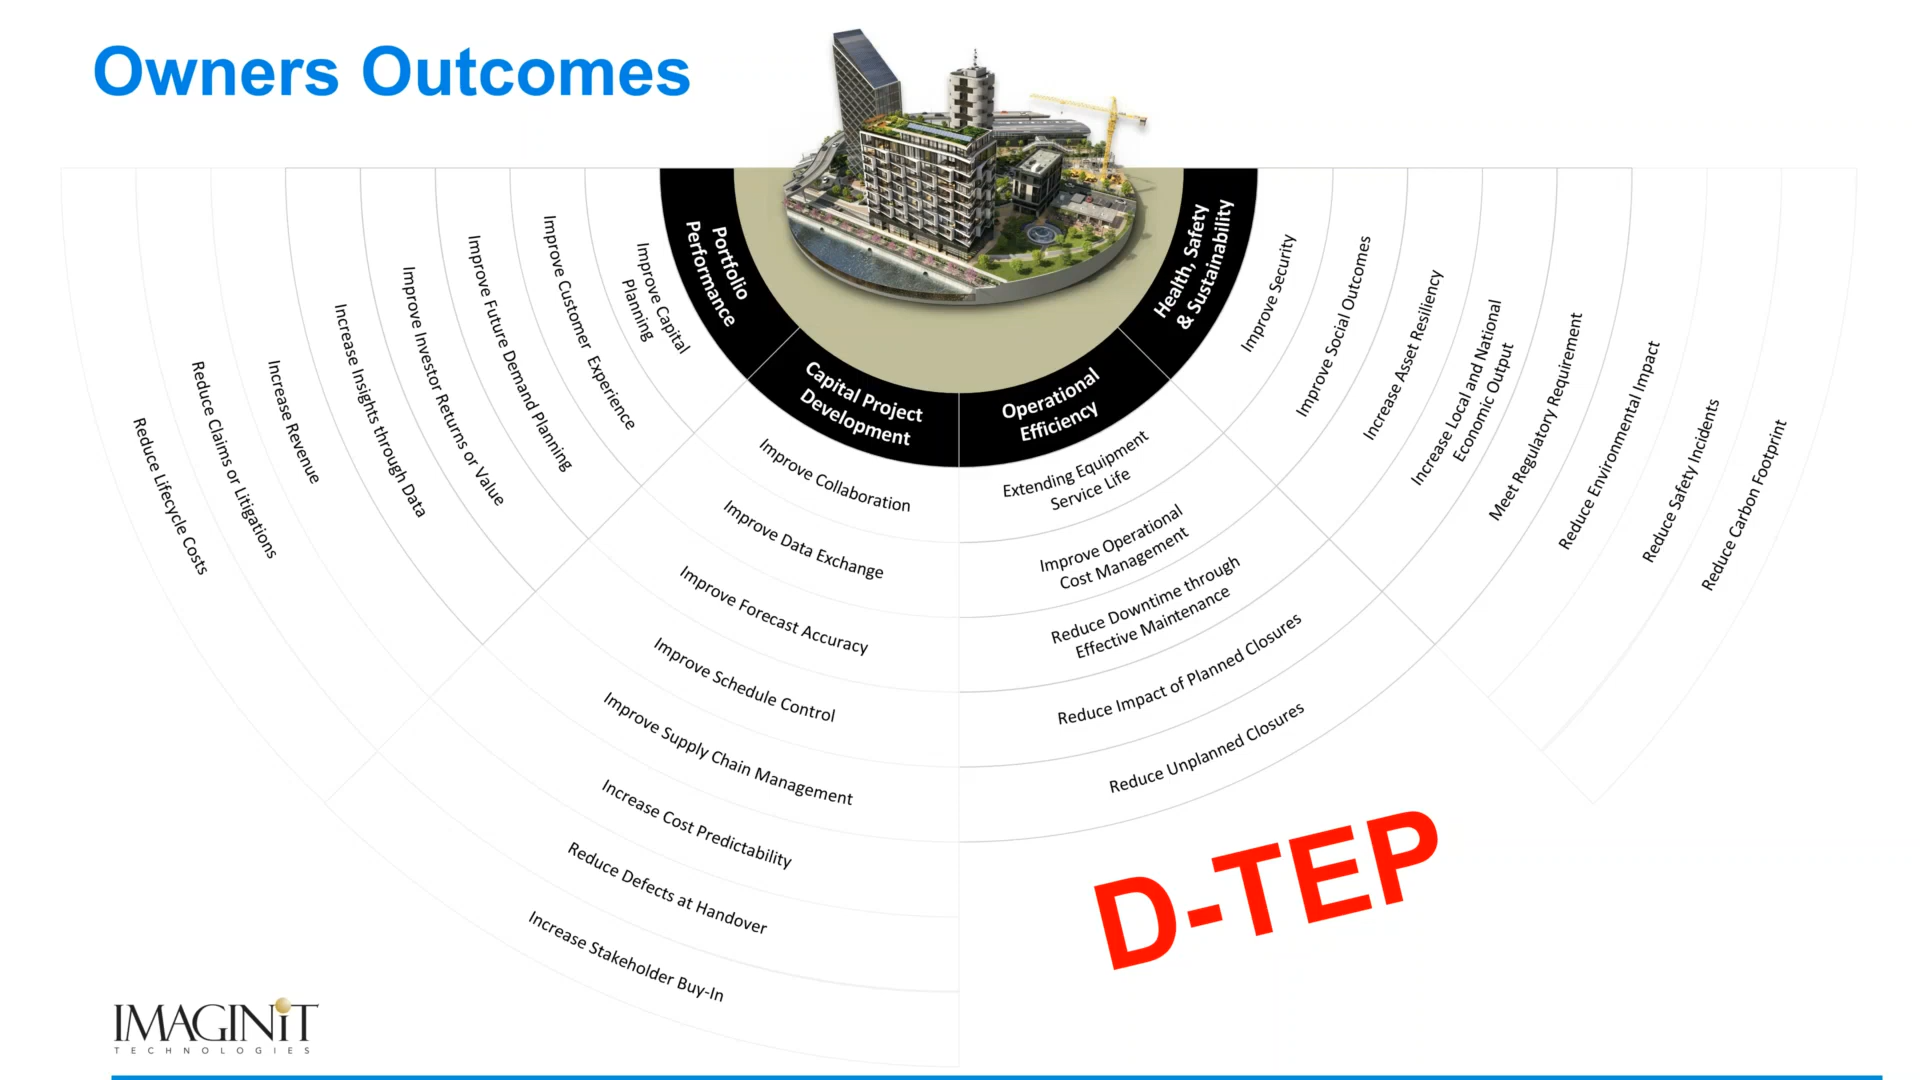 Owners Outcomes
Portfolio
Performance
Improve Capital
Planning
Improve Customer Experience
Improve Future Demand Planning
Improve Investor Returns or Value
Increase Insights through Data
Increase Revenue
Reduce Claims or Litigations
Reduce Lifecycle Costs
Capital Project
Development
Improve Collaboration
Improve Data Exchange
Improve Forecast Accuracy
Improve Schedule Control
Improve Supply Chain Management
Increase Cost Predictability
Reduce Defects at Handover
Increase Stakeholder Buy-In
Operational
Efficiency
Extending Equipment
Service Life
Improve Operational
Cost Management
Reduce Downtime through
Effective Maintenance
Reduce Impact of Planned Closures
Reduce Unplanned Closures
Health, Safety
& Sustainability
Improve Security
Improve Social Outcomes
Increase Asset Resiliency
Increase Local and National
Economic Output
Meet Regulatory Requirement
Reduce Environmental Impact
Reduce Safety Incidents
Reduce Carbon Footprint
D-TEP
IMAGINiT
TECHNOLOGIES